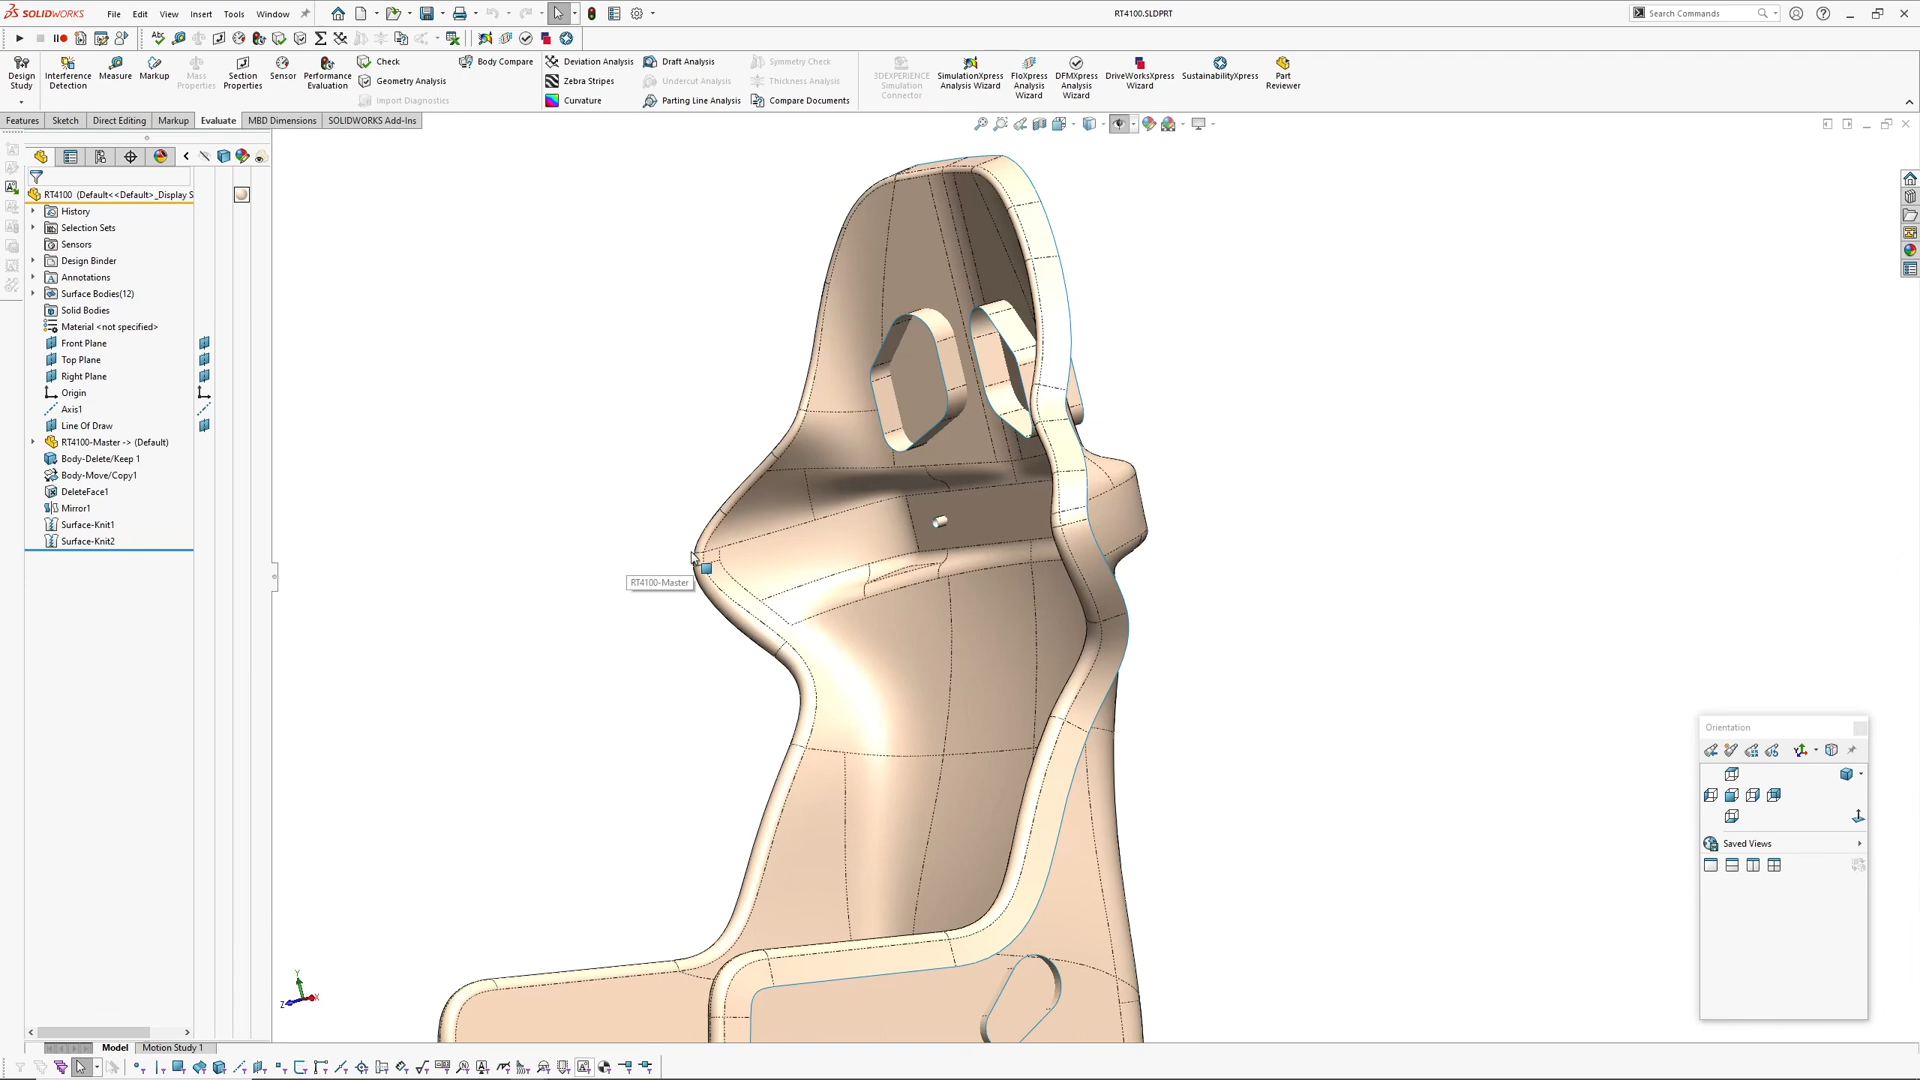 SOLIDWORKS File Edit View Insert Tools Window RT4100.SLDPRT Search Commands
Design Study
Interference Detection
Measure
Markup
Mass Properties
Section Properties
Sensor
Performance Evaluation
Check
Geometry Analysis
Import Diagnostics
Body Compare
Deviation Analysis
Zebra Stripes
Curvature
Draft Analysis
Undercut Analysis
Parting Line Analysis
Symmetry Check
Thickness Analysis
Compare Documents
3DEXPERIENCE Simulation Connector
SimulationXpress Analysis Wizard
FloXpress Analysis Wizard
DFMXpress Analysis Wizard
DriveWorksXpress Wizard
SustainabilityXpress
Part Reviewer
Features Sketch Direct Editing Markup Evaluate MBD Dimensions SOLIDWORKS Add-Ins
RT4100 (Default<<Default>_Display S
History
Selection Sets
Sensors
Design Binder
Annotations
Surface Bodies(12)
Solid Bodies
Material <not specified>
Front Plane
Top Plane
Right Plane
Origin
Axis1
Line Of Draw
RT4100-Master -> (Default)
Body-Delete/Keep 1
Body-Move/Copy1
DeleteFace1
Mirror1
Surface-Knit1
Surface-Knit2
RT4100-Master
Orientation
Saved Views
Y
Z X
Model Motion Study 1